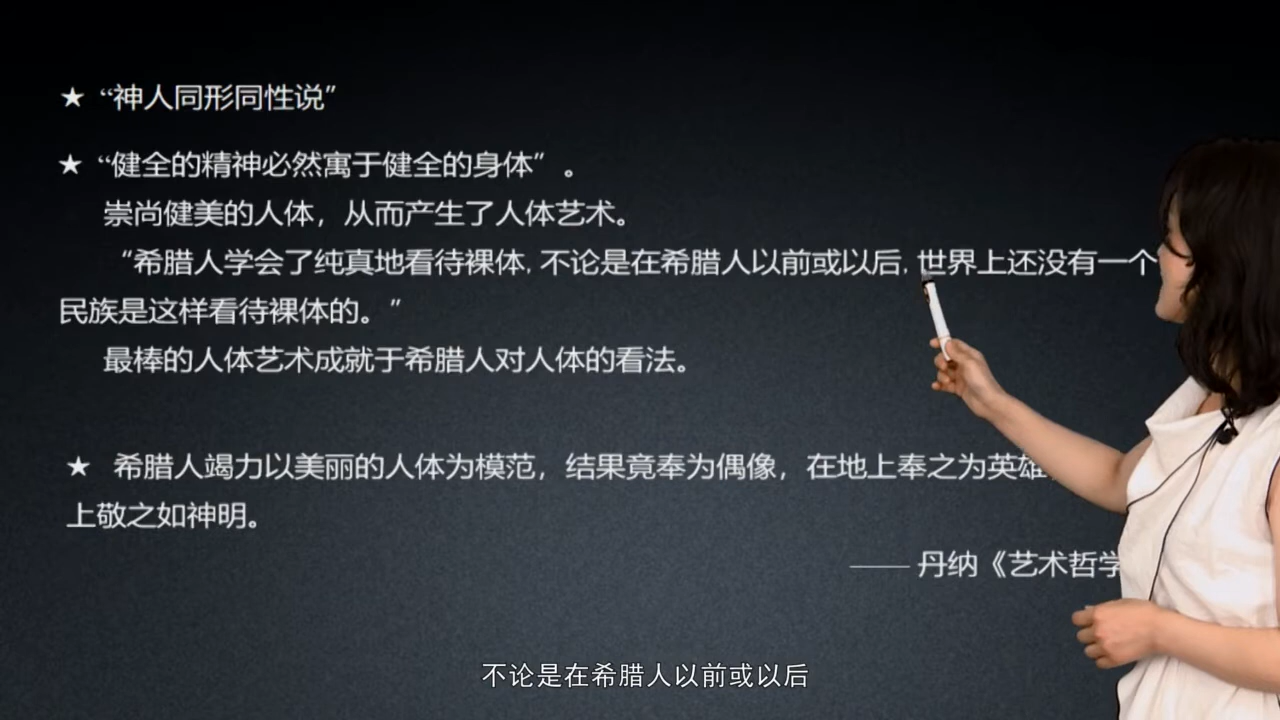 ★ “神人同形同性说”
★ “健全的精神必然寓于健全的身体”。
崇尚健美的人体，从而产生了人体艺术。
“希腊人学会了纯真地看待裸体, 不论是在希腊人以前或以后, 世界上还没有一个
民族是这样看待裸体的。”
最棒的人体艺术成就于希腊人对人体的看法。
★ 希腊人竭力以美丽的人体为模范，结果竟奉为偶像，在地上奉之为英雄
上敬之如神明。
—— 丹纳《艺术哲学
不论是在希腊人以前或以后